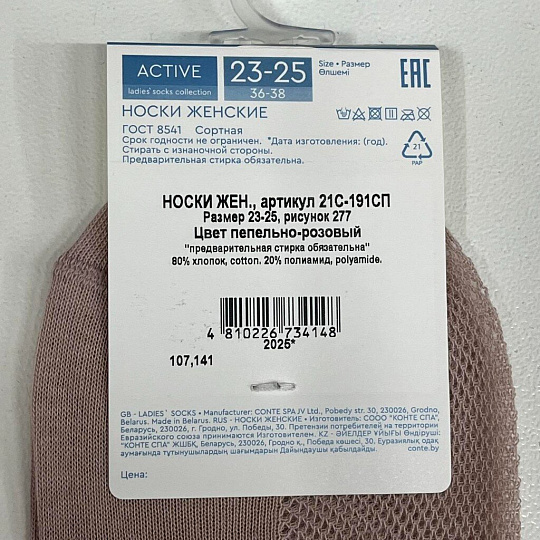 ACTIVE
ladies` socks collection
23-25
36-38
Size • Размер
Өлшемі
EAC
НОСКИ ЖЕНСКИЕ
ГОСТ 8541 Сортная
Срок годности не ограничен. *Дата изготовления: (год).
Стирать с изнаночной стороны.
Предварительная стирка обязательна.
21
PAP
НОСКИ ЖЕН., артикул 21С-191СП
Размер 23-25, рисунок 277
Цвет пепельно-розовый
"предварительная стирка обязательна"
80% хлопок, cotton. 20% полиамид, polyamide.
4 810226 734148
2025*
107,141
GB - LADIES` SOCKS • Manufacturer: CONTE SPA JV Ltd., Pobedy str. 30, 230026, Grodno,
Belarus. Made in Belarus. RUS - НОСКИ ЖЕНСКИЕ • Изготовитель: СООО "КОНТЕ СПА",
Беларусь, 230026, г. Гродно, ул. Победы, 30. Претензии потребителей на территории
Евразийского союза принимаются Изготовителем. KZ - ӘЙЕЛДЕР ҰЙЫҒЫ Өндіруші:
"КОНТЕ СПА" ЖШБК, Беларусь, 230026, Гродно қ., Победа көшесі, 30. Еуразиялық одақ
аумағында тұтынушылардың шағымдарын Дайындаушы қабылдайды. conte.by
Цена: